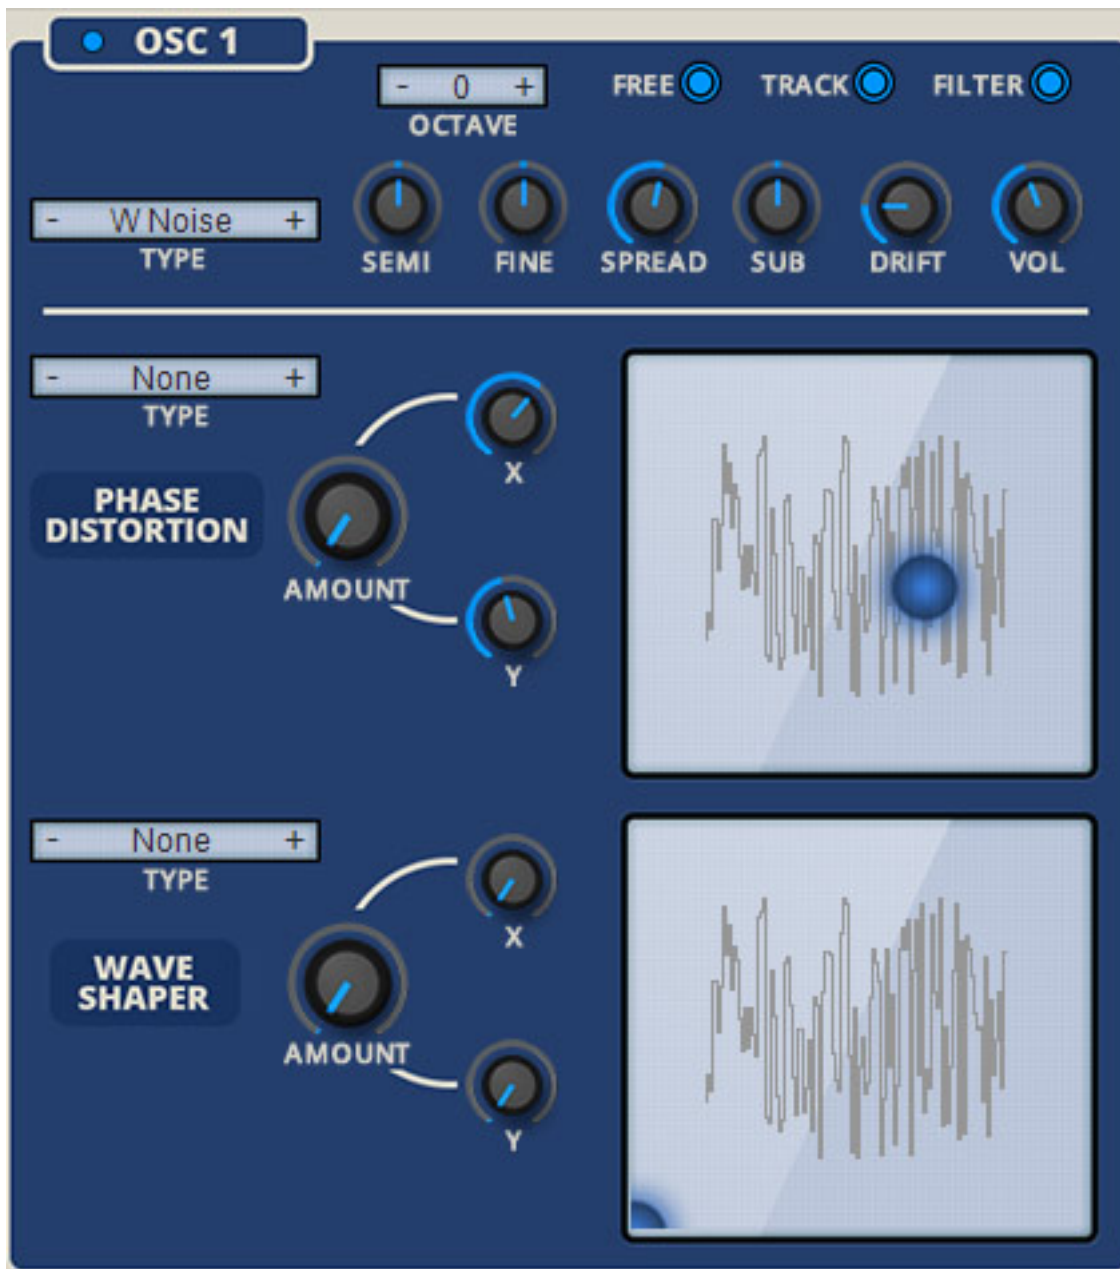 OSC 1
- 0 +
OCTAVE
FREE
TRACK
FILTER
- W Noise +
TYPE
SEMI
FINE
SPREAD
SUB
DRIFT
VOL
- None +
TYPE
PHASE
DISTORTION
AMOUNT
X
Y
- None +
TYPE
WAVE
SHAPER
AMOUNT
X
Y